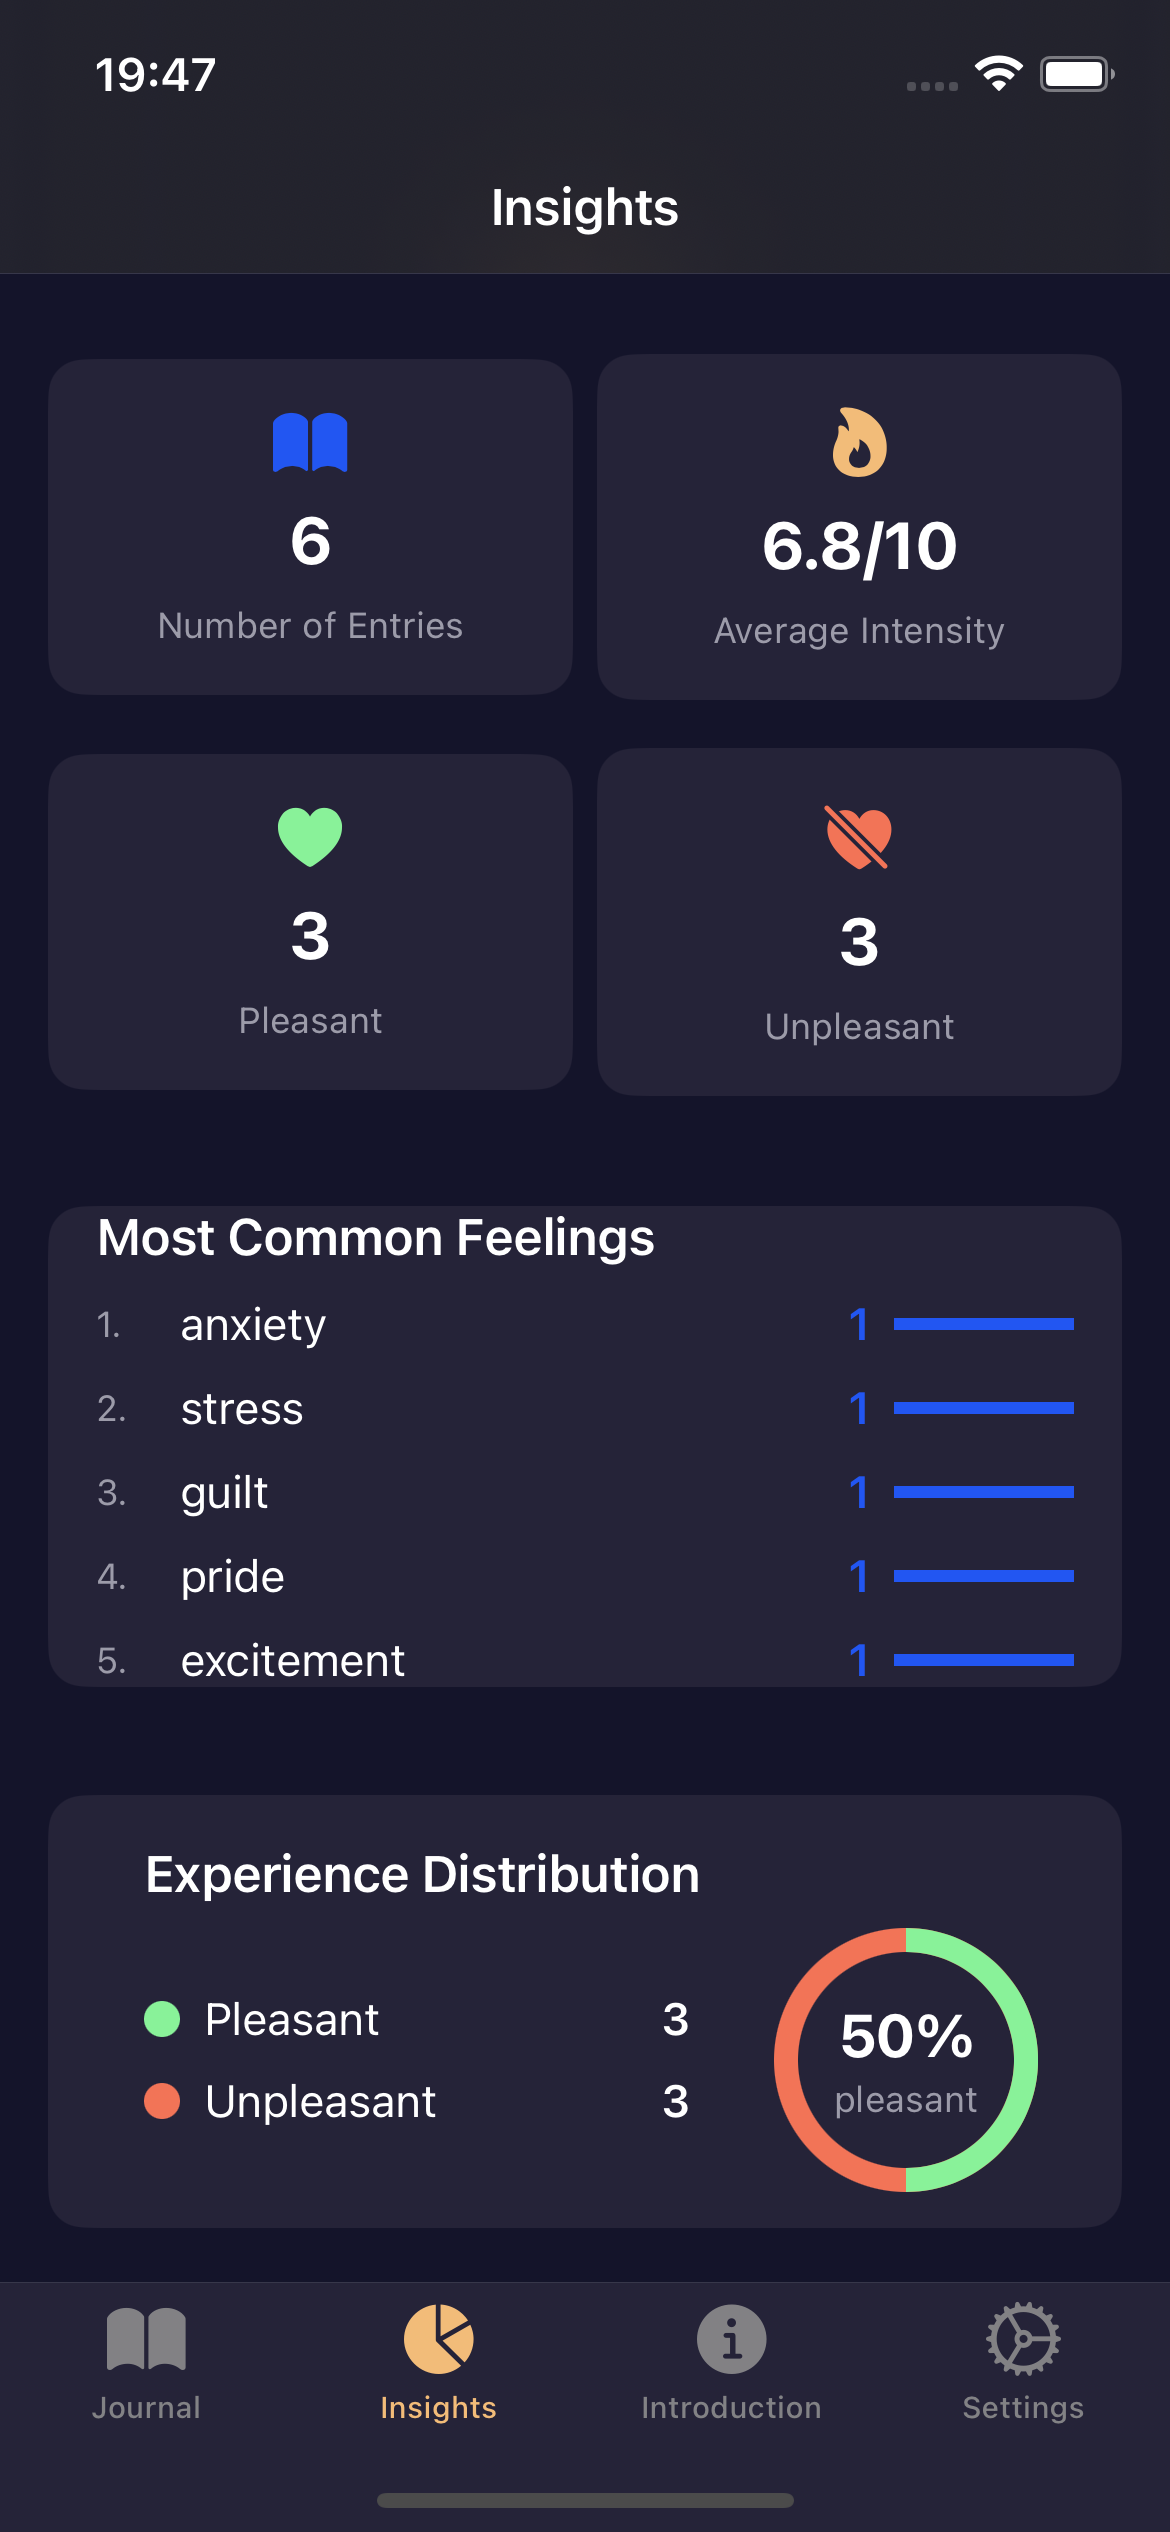 19:47
Insights
6
Number of Entries
6.8/10
Average Intensity
3
Pleasant
3
Unpleasant
Most Common Feelings
1. anxiety 1
2. stress 1
3. guilt 1
4. pride 1
5. excitement 1
Experience Distribution
Pleasant 3
Unpleasant 3
50%
pleasant
Journal
Insights
Introduction
Settings